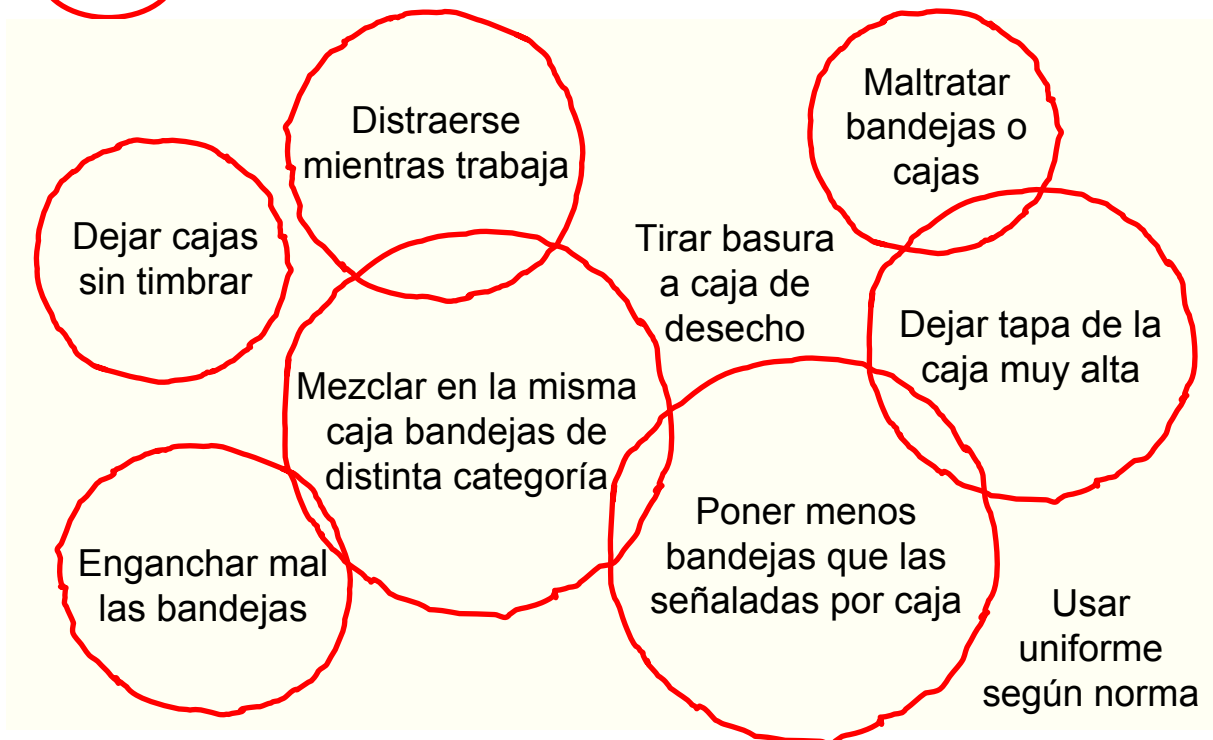 Distraerse
mientras trabaja
Maltratar
bandejas o
cajas
Dejar cajas
sin timbrar
Tirar basura
a caja de
desecho
Dejar tapa de la
caja muy alta
Mezclar en la misma
caja bandejas de
distinta categoría
Poner menos
bandejas que las
señaladas por caja
Enganchar mal
las bandejas
Usar
uniforme
según norma